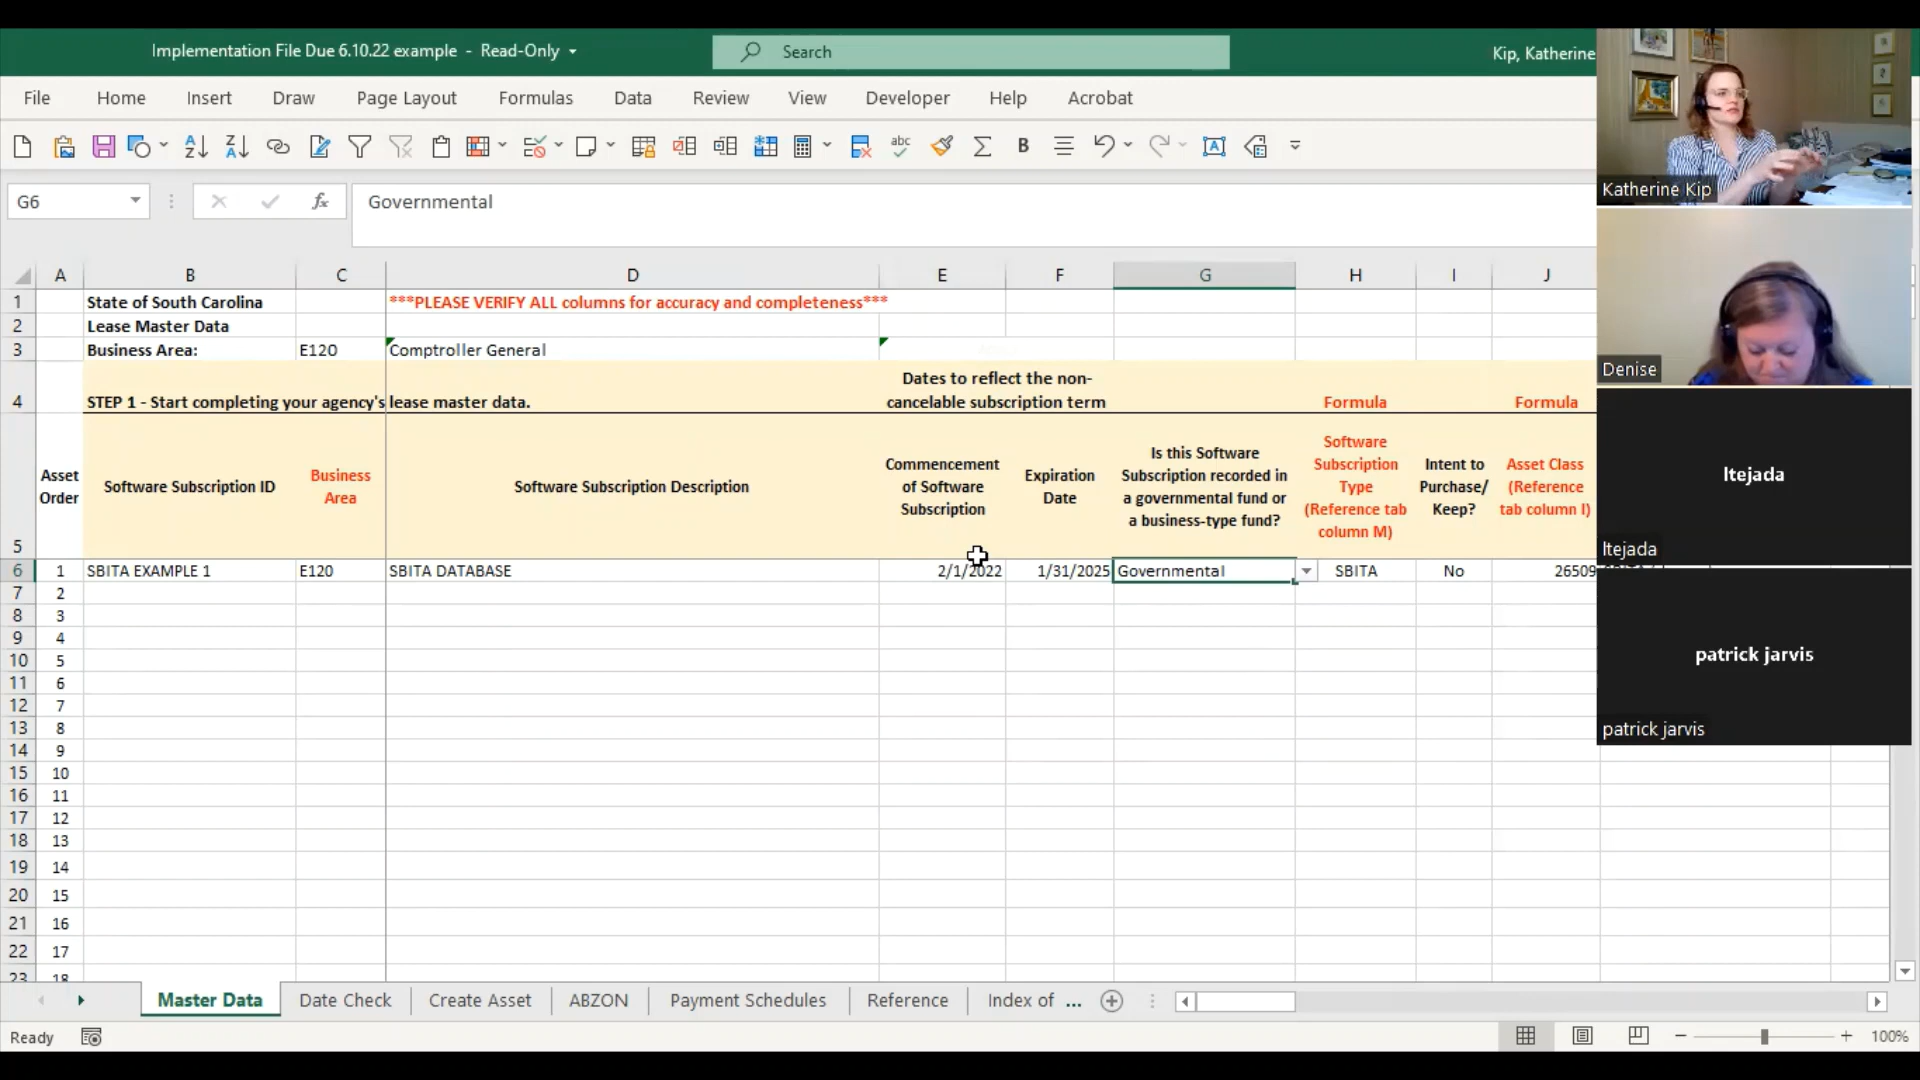 Implementation File Due 6.10.22 example - Read-Only
Search
Kip, Katherine
File Home Insert Draw Page Layout Formulas Data Review View Developer Help Acrobat
G6
fx
Governmental
A B C D E F G H I J
1 State of South Carolina ***PLEASE VERIFY ALL columns for accuracy and completeness***
2 Lease Master Data
3 Business Area: E120 Comptroller General
4 STEP 1 - Start completing your agency's lease master data.
Dates to reflect the non-
cancelable subscription term
Formula
Formula
5
Asset
Order
Software Subscription ID
Business
Area
Software Subscription Description
Commencement
of Software
Subscription
Expiration
Date
Is this Software
Subscription recorded in
a governmental fund or
a business-type fund?
Software
Subscription
Type
(Reference tab
column M)
Intent to
Purchase/
Keep?
Asset Class
(Reference
tab column I)
6 1 SBITA EXAMPLE 1 E120 SBITA DATABASE 2/1/2022 1/31/2025 Governmental SBITA No 26509
7 2
8 3
9 4
10 5
11 6
12 7
13 8
14 9
15 10
16 11
17 12
18 13
19 14
20 15
21 16
22 17
23 18
Master Data Date Check Create Asset ABZON Payment Schedules Reference Index of ...
Ready
100%
Katherine Kip
Denise
ltejada
ltejada
patrick jarvis
patrick jarvis